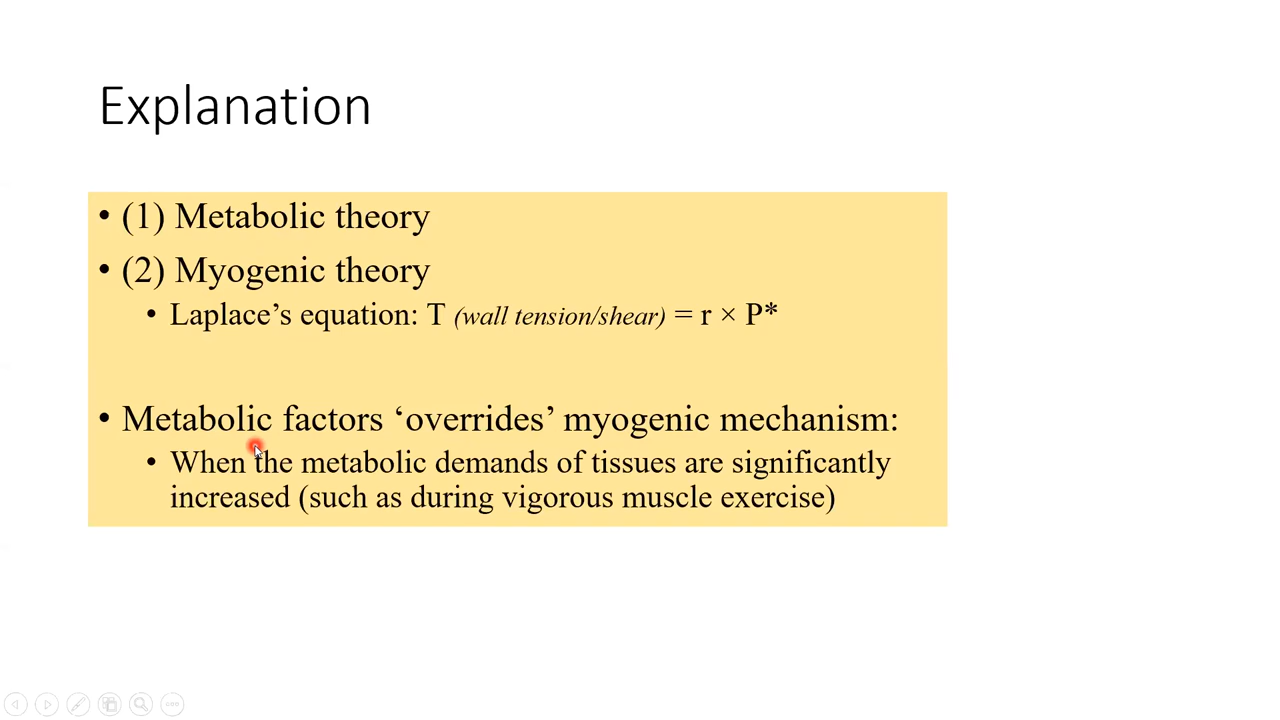 Explanation
• (1) Metabolic theory
• (2) Myogenic theory
• Laplace’s equation: T (wall tension/shear) = r × P*
• Metabolic factors ‘overrides’ myogenic mechanism:
• When the metabolic demands of tissues are significantly
increased (such as during vigorous muscle exercise)